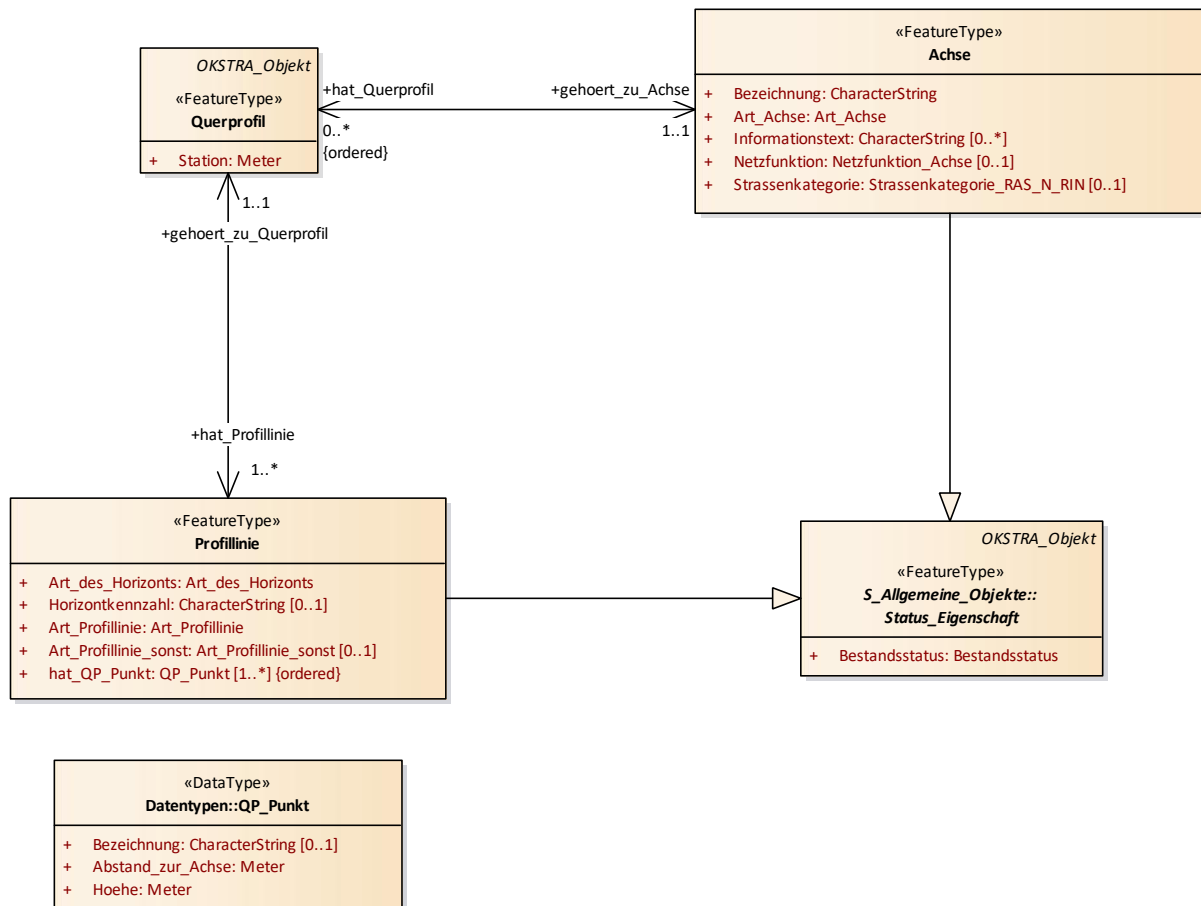 OKSTRA_Objekt
«FeatureType»
Querprofil
+ Station: Meter
+hat_Querprofil
0..*
{ordered}
+gehoert_zu_Achse
1..1
«FeatureType»
Achse
+ Bezeichnung: CharacterString
+ Art_Achse: Art_Achse
+ Informationstext: CharacterString [0..*]
+ Netzfunktion: Netzfunktion_Achse [0..1]
+ Strassenkategorie: Strassenkategorie_RAS_N_RIN [0..1]
1..1
+gehoert_zu_Querprofil
+hat_Profillinie
1..*
«FeatureType»
Profillinie
+ Art_des_Horizonts: Art_des_Horizonts
+ Horizontkennzahl: CharacterString [0..1]
+ Art_Profillinie: Art_Profillinie
+ Art_Profillinie_sonst: Art_Profillinie_sonst [0..1]
+ hat_QP_Punkt: QP_Punkt [1..*] {ordered}
OKSTRA_Objekt
«FeatureType»
S_Allgemeine_Objekte::
Status_Eigenschaft
+ Bestandsstatus: Bestandsstatus
«DataType»
Datentypen::QP_Punkt
+ Bezeichnung: CharacterString [0..1]
+ Abstand_zur_Achse: Meter
+ Hoehe: Meter